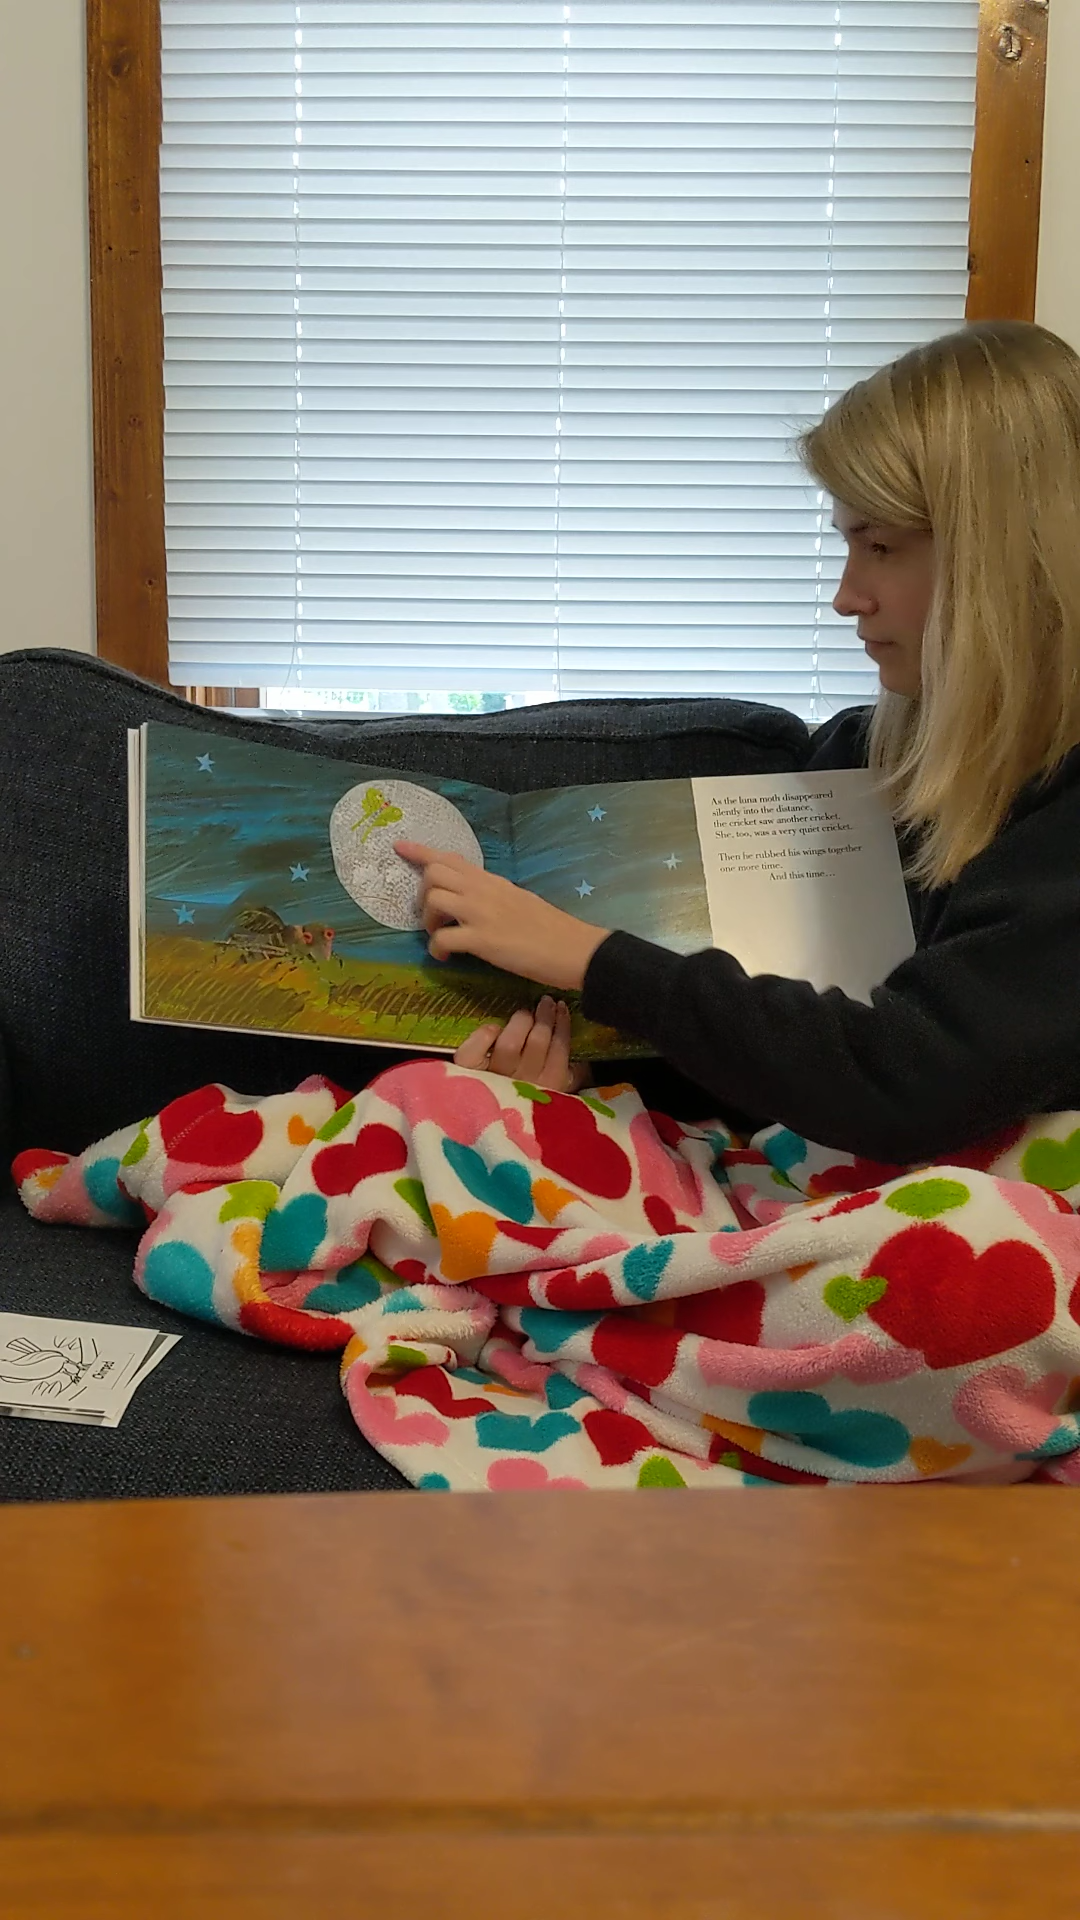 As the luna moth disappeared
silently into the distance,
the cricket saw another cricket.
She, too, was a very quiet cricket.
Then he rubbed his wings together
one more time.
And this time...
Chirped